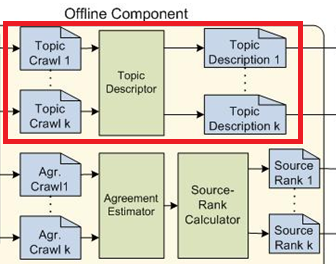 Offline Component
Topic
Crawl 1
Topic
Descriptor
Topic
Description 1
Topic
Crawl k
Topic
Description k
Agr.
Crawl1
Agreement
Estimator
Source-
Rank
Calculator
Source
Rank 1
Agr.
Crawl k
Source
Rank k